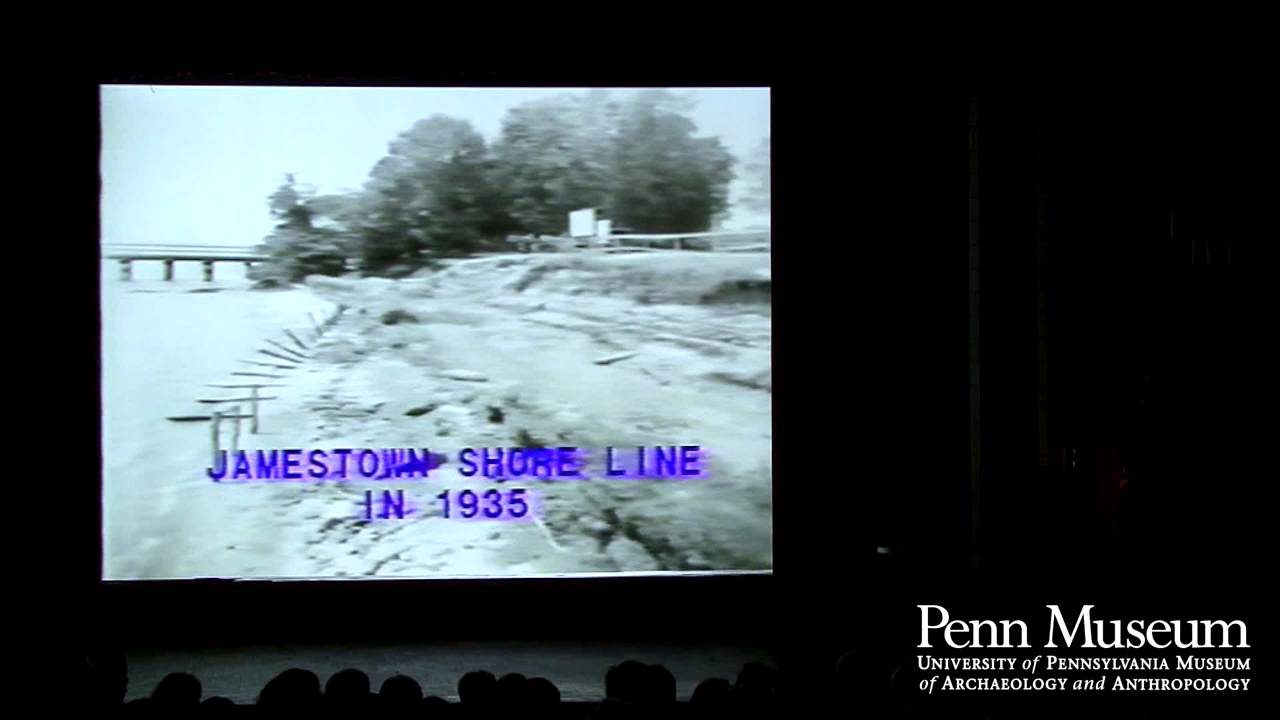 JAMESTOWN SHORE LINE
IN 1935
Penn Museum
UNIVERSITY of PENNSYLVANIA MUSEUM
of ARCHAEOLOGY and ANTHROPOLOGY